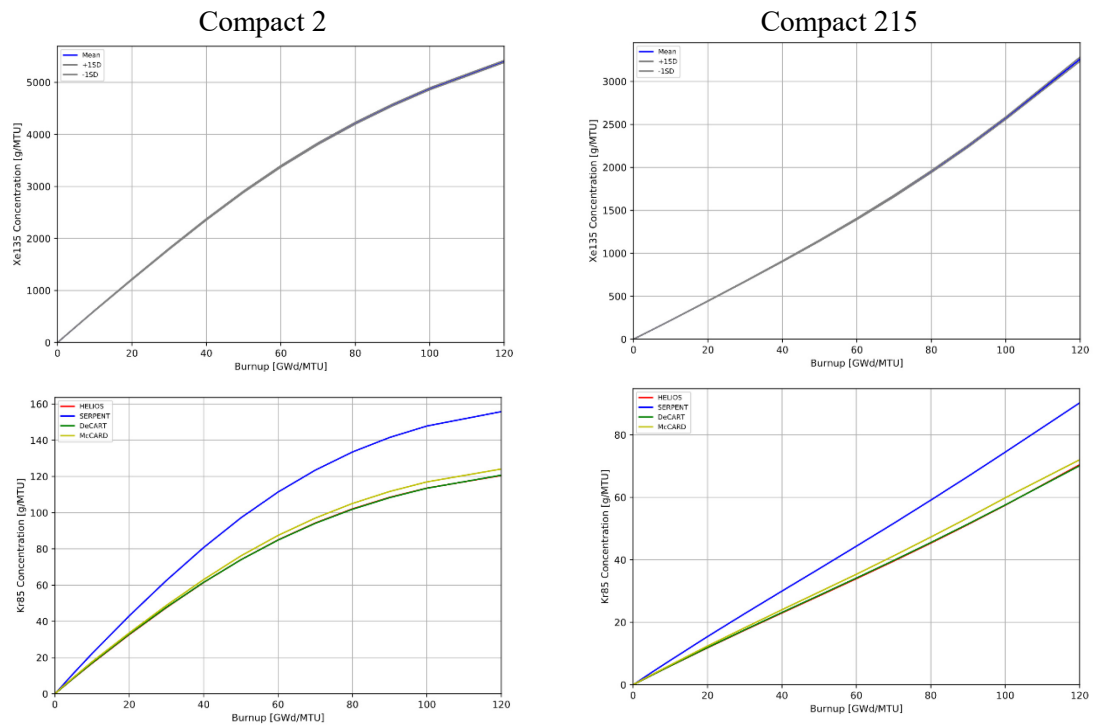 Compact 2
Compact 215
Mean
+1SD
-1SD
Xe135 Concentration [g/MTU]
5000
4000
3000
2000
1000
0
0 20 40 60 80 100 120
Burnup [GWd/MTU]
Mean
+1SD
-1SD
Xe135 Concentration [g/MTU]
3000
2500
2000
1500
1000
500
0
0 20 40 60 80 100 120
Burnup [GWd/MTU]
HELIOS
SERPENT
DeCART
McCARD
Kr85 Concentration [g/MTU]
160
140
120
100
80
60
40
20
0
0 20 40 60 80 100 120
Burnup [GWd/MTU]
HELIOS
SERPENT
DeCART
McCARD
Kr85 Concentration [g/MTU]
80
60
40
20
0
0 20 40 60 80 100 120
Burnup [GWd/MTU]